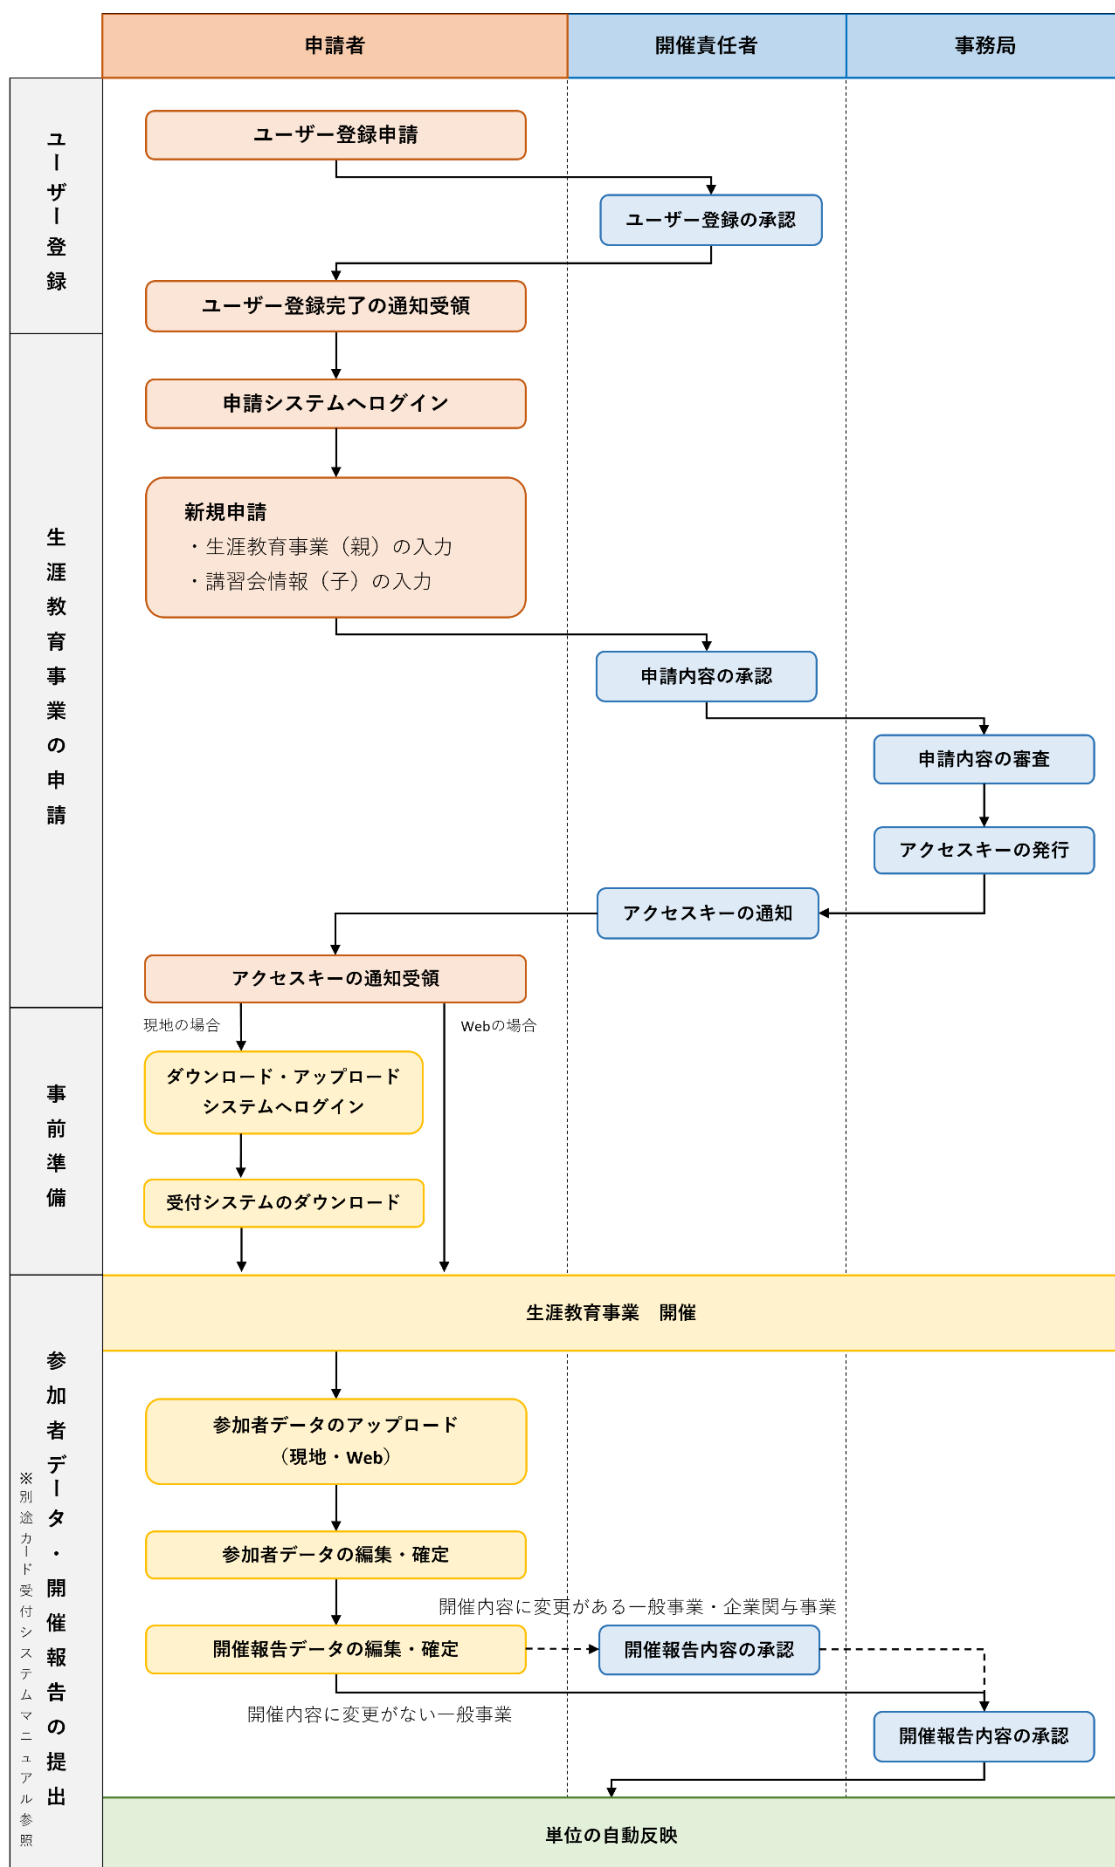 申請者
開催責任者
事務局
ユーザー登録
ユーザー登録申請
ユーザー登録の承認
ユーザー登録完了の通知受領
生涯教育事業の申請
申請システムへログイン
新規申請
・生涯教育事業（親）の入力
・講習会情報（子）の入力
申請内容の承認
申請内容の審査
アクセスキーの発行
アクセスキーの通知
アクセスキーの通知受領
事前準備
現地の場合
Webの場合
ダウンロード・アップロード
システムへログイン
受付システムのダウンロード
生涯教育事業　開催
参加者データ・開催報告の提出
※別途カード受付システムマニュアル参照
参加者データのアップロード
（現地・Web）
参加者データの編集・確定
開催内容に変更がある一般事業・企業関与事業
開催報告データの編集・確定
開催報告内容の承認
開催内容に変更がない一般事業
開催報告内容の承認
単位の自動反映